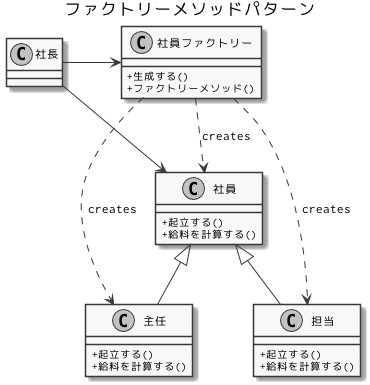 ファクトリーメソッドパターン
C 社長
C 社員ファクトリー
+生成する()
+ファクトリーメソッド()
creates
C 社員
+起立する()
+給料を計算する()
creates
creates
C 主任
+起立する()
+給料を計算する()
C 担当
+起立する()
+給料を計算する()